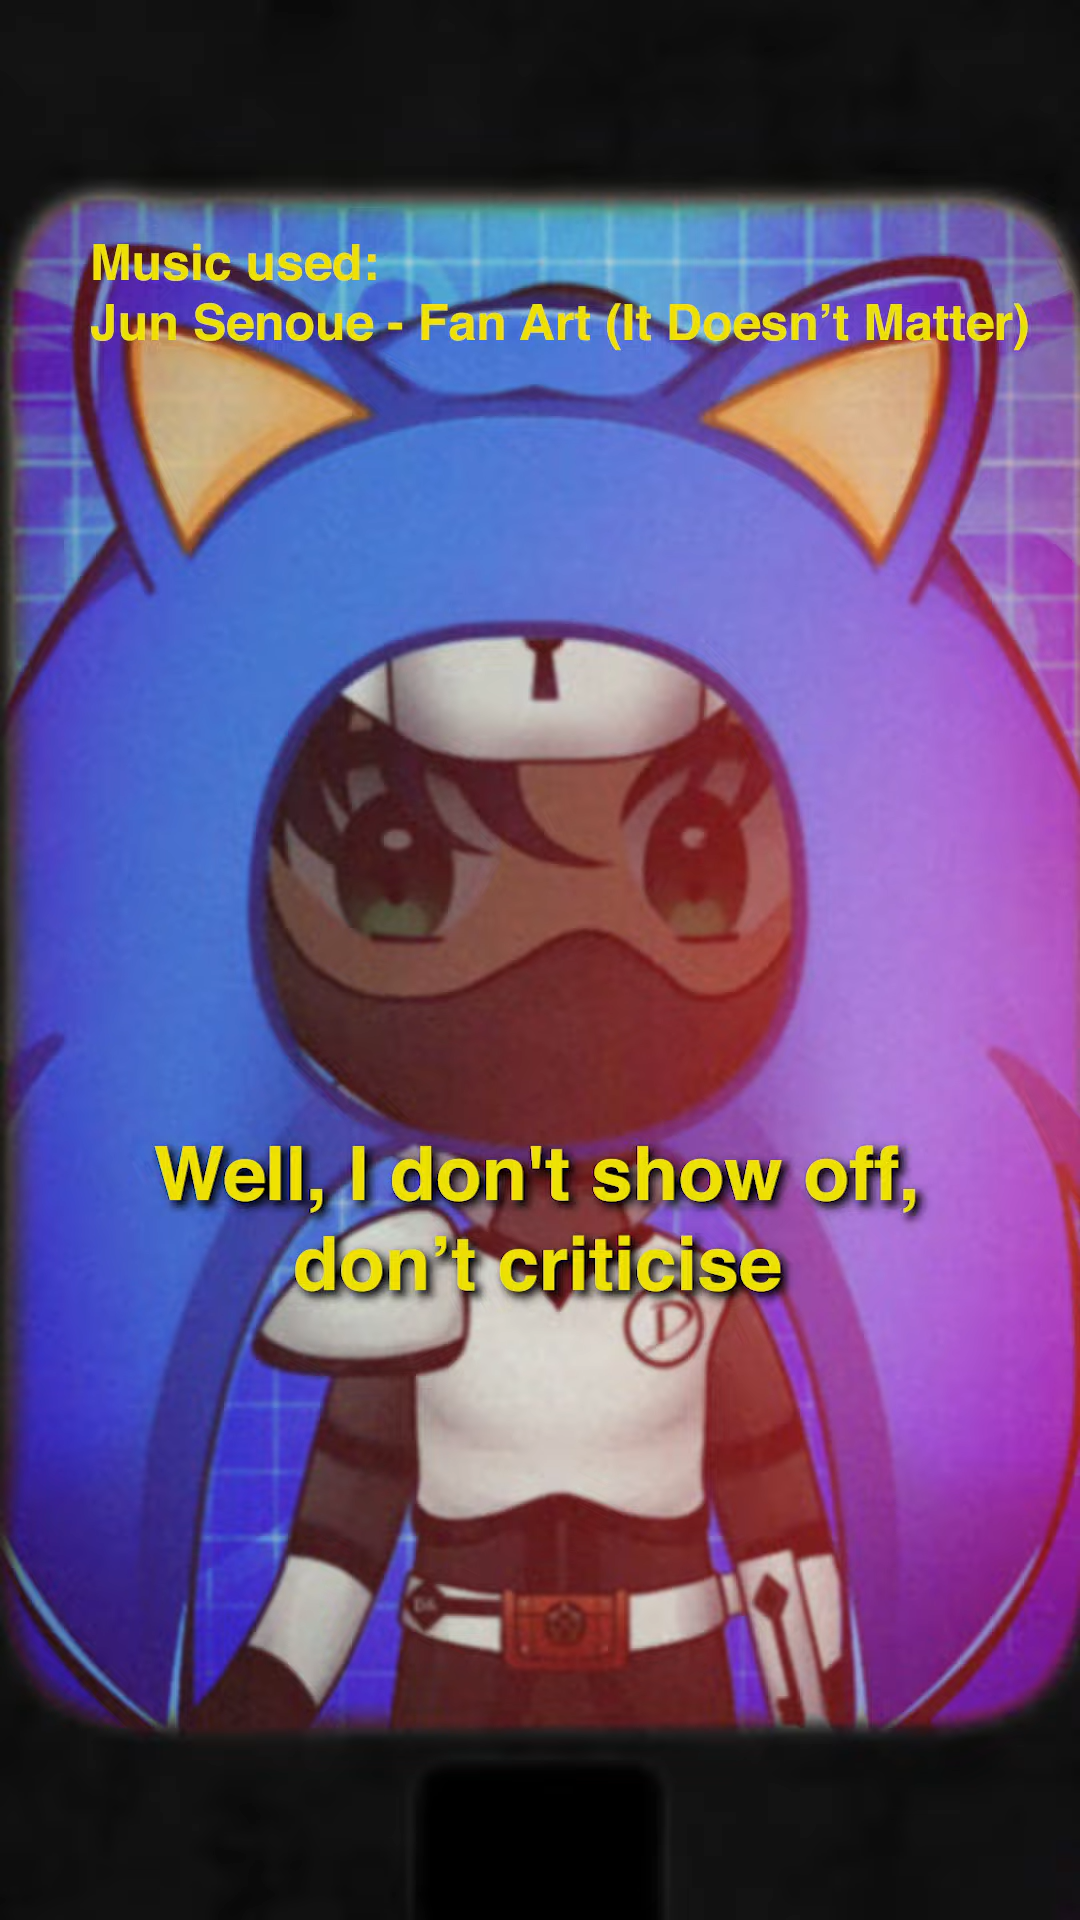 Music used:
Jun Senoue - Fan Art (It Doesn’t Matter)
Well, I don't show off,
don’t criticise
D